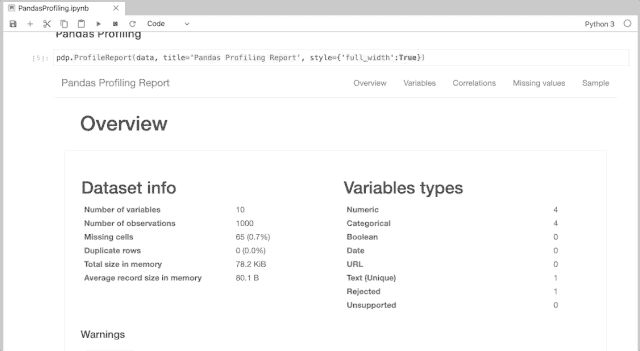 PandasProfiling.ipynb
Code
Python 3
Pandas Profiling
[5]: pdp.ProfileReport(data, title='Pandas Profiling Report', style={'full_width':True})
Pandas Profiling Report
Overview Variables Correlations Missing values Sample
Overview
Dataset info
Number of variables 10
Number of observations 1000
Missing cells 65 (0.7%)
Duplicate rows 0 (0.0%)
Total size in memory 78.2 KiB
Average record size in memory 80.1 B
Variables types
Numeric 4
Categorical 4
Boolean 0
Date 0
URL 0
Text (Unique) 1
Rejected 1
Unsupported 0
Warnings